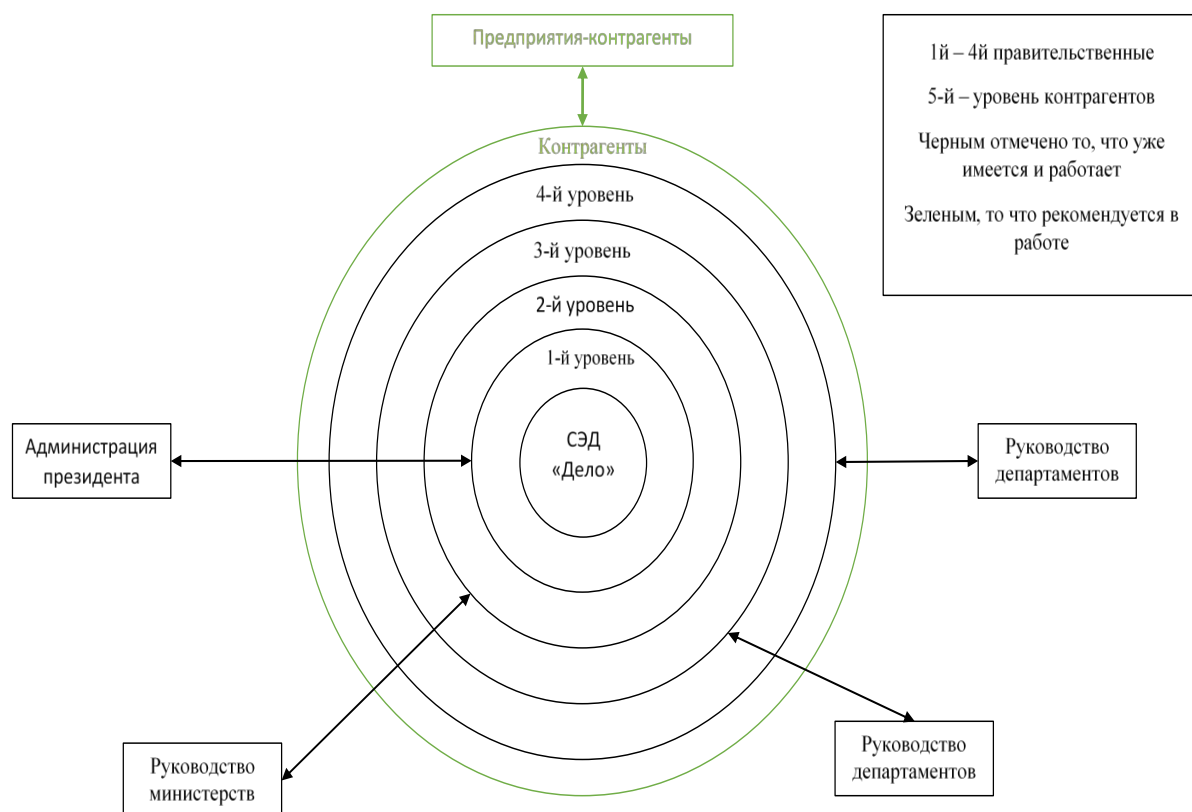 Предприятия-контрагенты
1й – 4й правительственные
5-й – уровень контрагентов
Черным отмечено то, что уже
имеется и работает
Зеленым, то что рекомендуется в
работе
Контрагенты
4-й уровень
3-й уровень
2-й уровень
1-й уровень
СЭД
«Дело»
Администрация
президента
Руководство
департаментов
Руководство
министерств
Руководство
департаментов